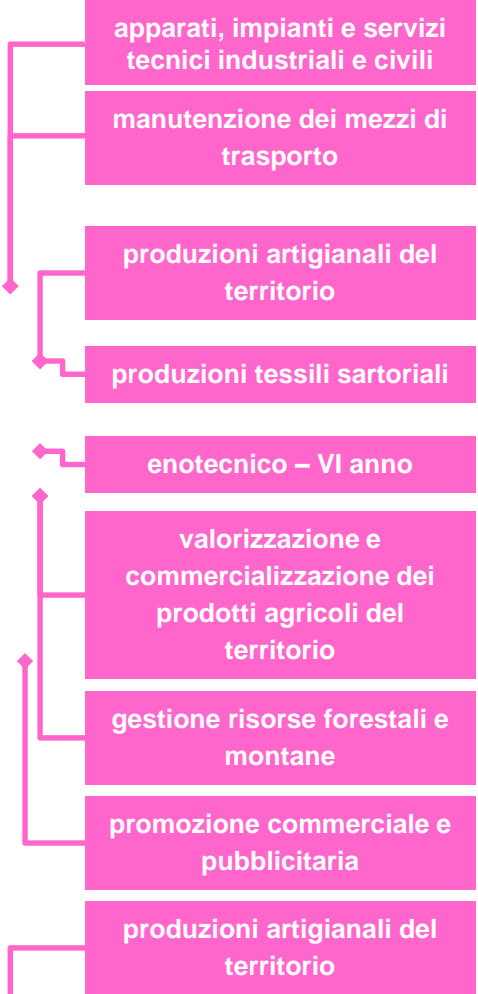 apparati, impianti e servizi
tecnici industriali e civili
manutenzione dei mezzi di
trasporto
produzioni artigianali del
territorio
produzioni tessili sartoriali
enotecnico – VI anno
valorizzazione e
commercializzazione dei
prodotti agricoli del
territorio
gestione risorse forestali e
montane
promozione commerciale e
pubblicitaria
produzioni artigianali del
territorio